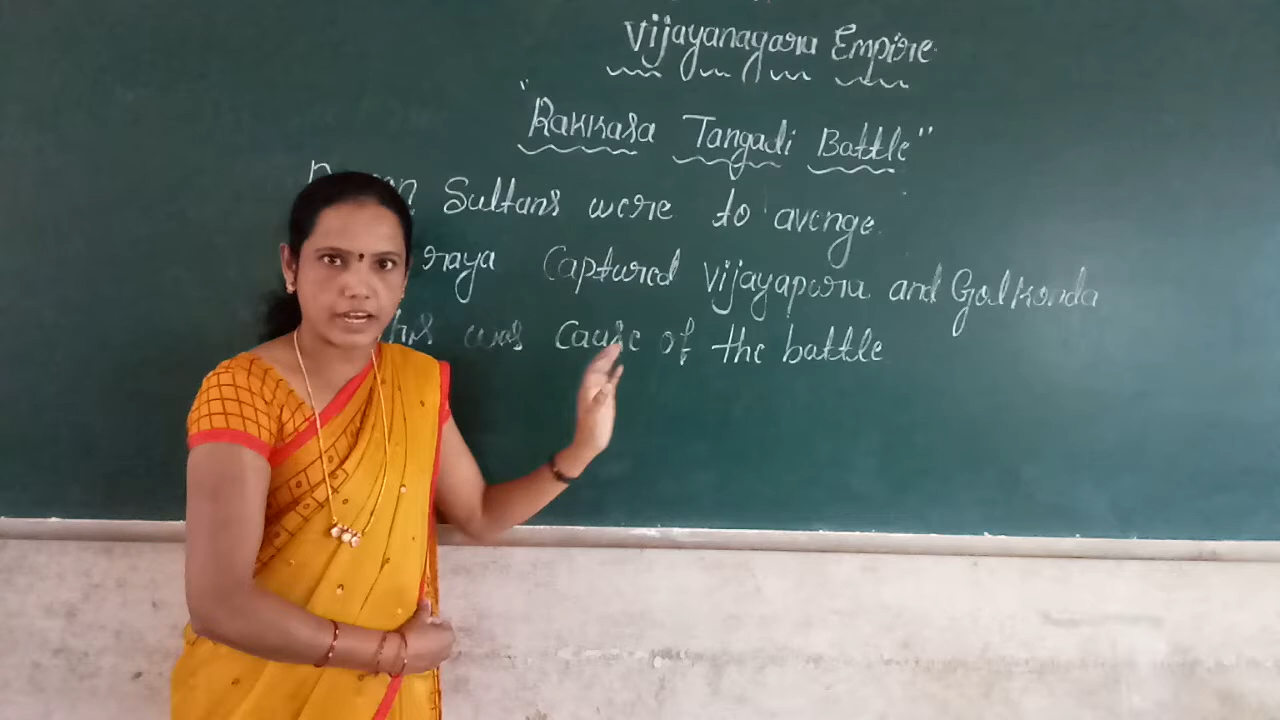 Vijayanagara Empire
"Rakkasa Tangadi Battle"
Sultans were to avenge.
raya Captured Vijayapura and Golkonda
was Cause of the battle